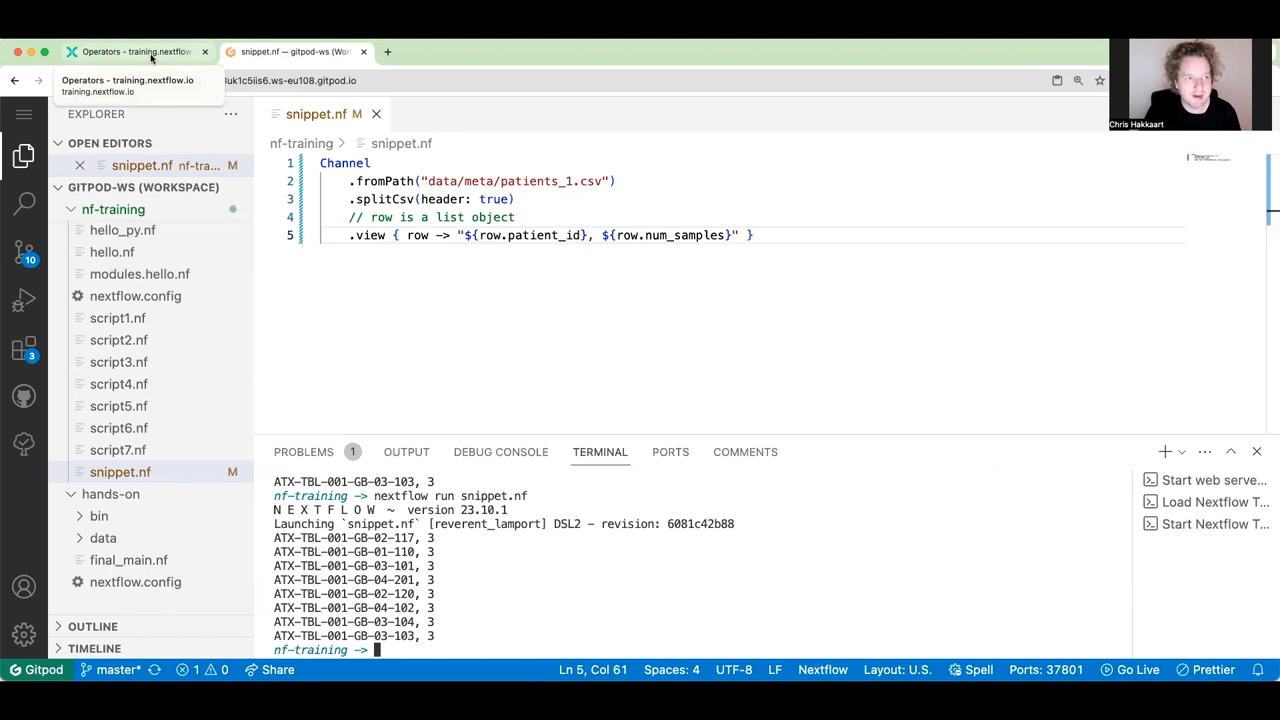 Operators - training.nextflow
snippet.nf — gitpod-ws (Wor
Operators - training.nextflow.io
training.nextflow.io
uk1c5iis6.ws-eu108.gitpod.io
Chris Hakkaart
EXPLORER
OPEN EDITORS
snippet.nf nf-tra... M
GITPOD-WS (WORKSPACE)
nf-training
hello_py.nf
hello.nf
modules.hello.nf
nextflow.config
script1.nf
script2.nf
script3.nf
script4.nf
script5.nf
script6.nf
script7.nf
snippet.nf M
hands-on
bin
data
final_main.nf
nextflow.config
OUTLINE
TIMELINE
10
3
snippet.nf M
nf-training > snippet.nf
1 Channel
2 .fromPath("data/meta/patients_1.csv")
3 .splitCsv(header: true)
4 // row is a list object
5 .view { row -> "${row.patient_id}, ${row.num_samples}" }
PROBLEMS 1 OUTPUT DEBUG CONSOLE TERMINAL PORTS COMMENTS
ATX-TBL-001-GB-03-103, 3
nf-training -> nextflow run snippet.nf
N E X T F L O W ~ version 23.10.1
Launching `snippet.nf` [reverent_lamport] DSL2 - revision: 6081c42b88
ATX-TBL-001-GB-02-117, 3
ATX-TBL-001-GB-01-110, 3
ATX-TBL-001-GB-03-101, 3
ATX-TBL-001-GB-04-201, 3
ATX-TBL-001-GB-02-120, 3
ATX-TBL-001-GB-04-102, 3
ATX-TBL-001-GB-03-104, 3
ATX-TBL-001-GB-03-103, 3
nf-training ->
Start web serve...
Load Nextflow T...
Start Nextflow T...
Gitpod master* 1 0 Share Ln 5, Col 61 Spaces: 4 UTF-8 LF Nextflow Layout: U.S. Spell Ports: 37801 Go Live Prettier